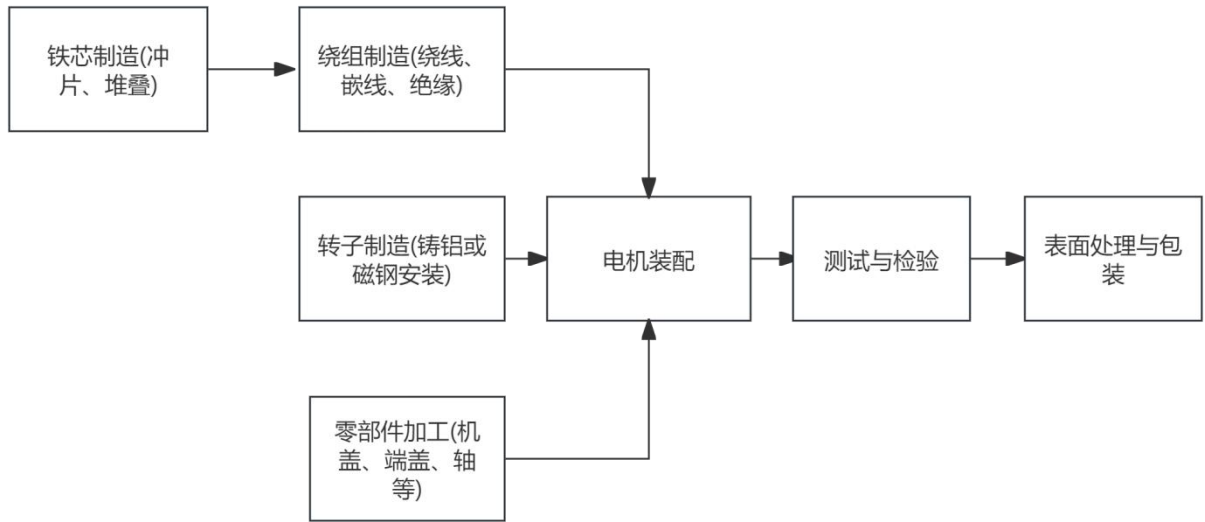 铁芯制造(冲
片、堆叠)
绕组制造(绕线、
嵌线、绝缘)
转子制造(铸铝或
磁钢安装)
电机装配
测试与检验
表面处理与包
装
零部件加工(机
盖、端盖、轴
等)